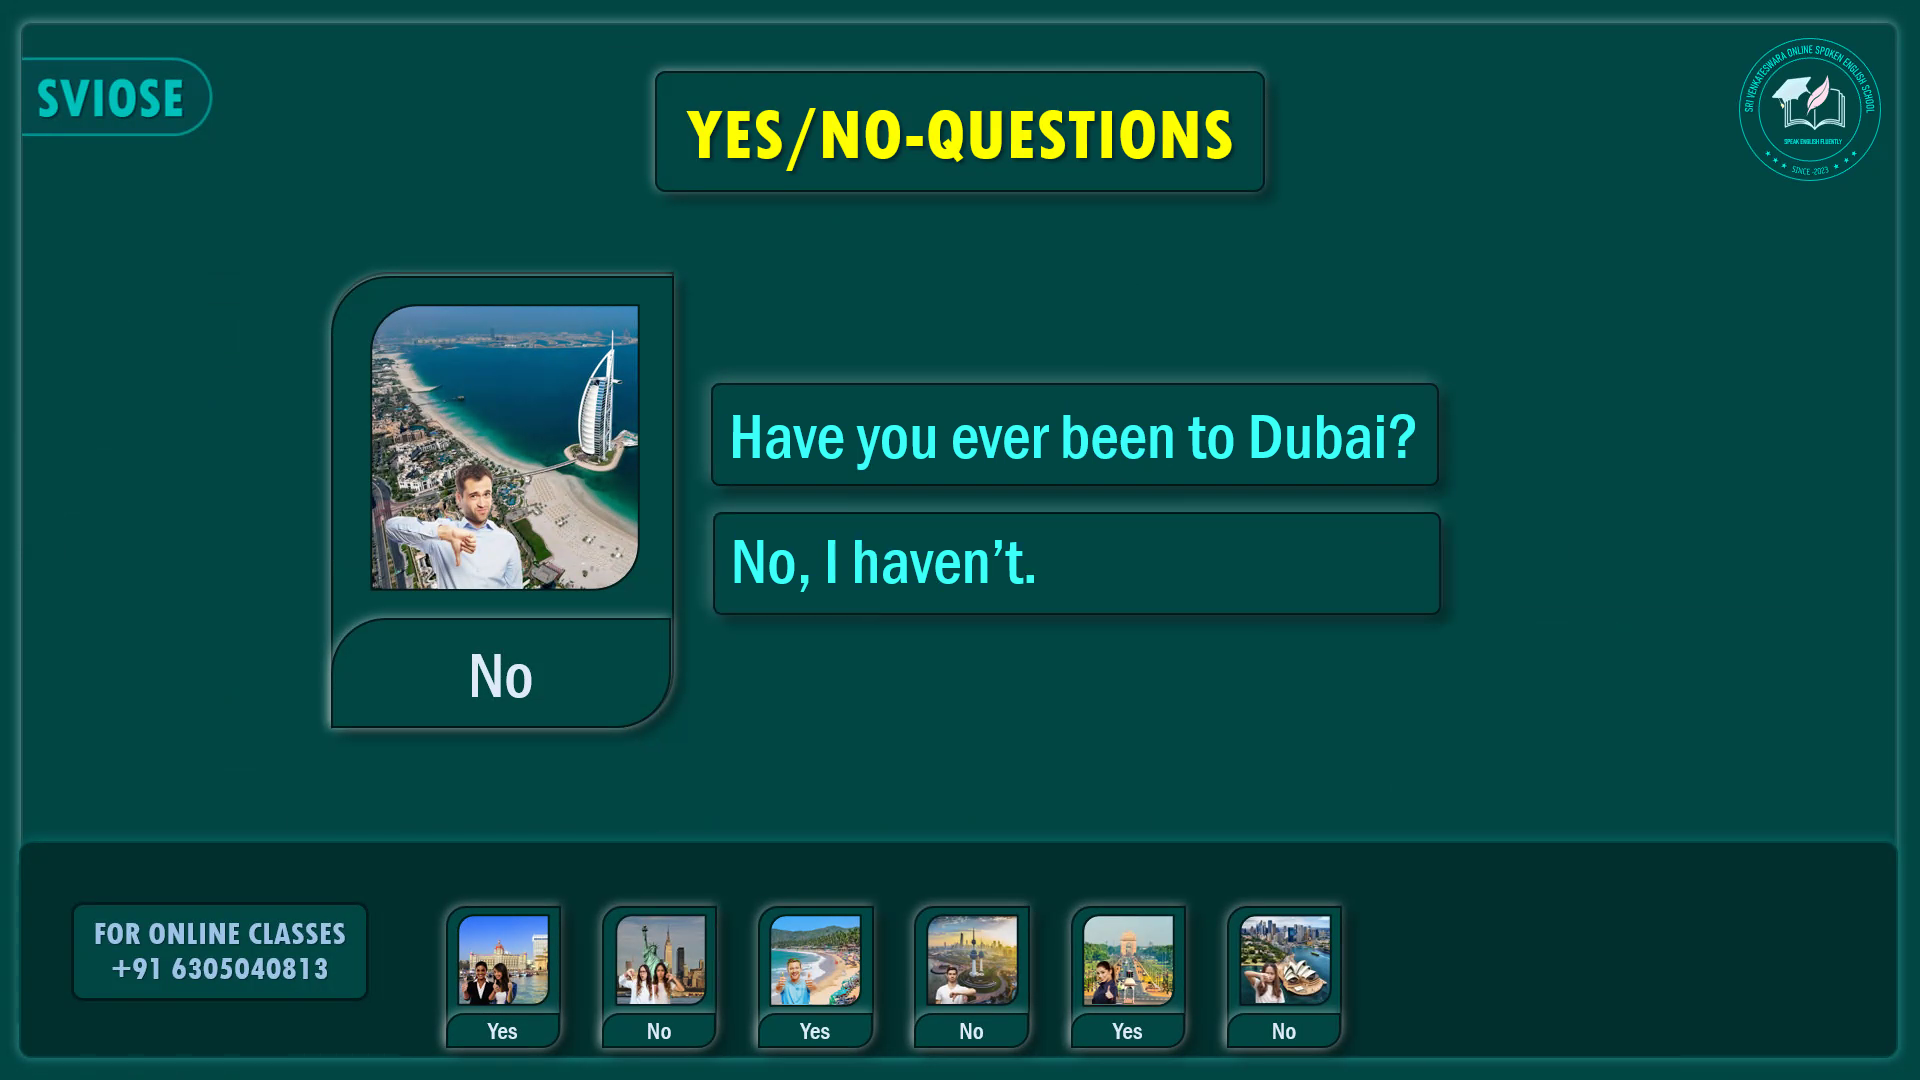 SVIOSE
YES/NO-QUESTIONS
SRI VENKATESWARA ONLINE SPOKEN ENGLISH SCHOOL
SPEAK ENGLISH FLUENTLY
SINCE -2023
Have you ever been to Dubai?
No, I haven’t.
No
FOR ONLINE CLASSES
+91 6305040813
Yes
No
Yes
No
Yes
No